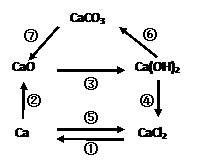 CaCO₃
⑦ ⑥
CaO ③ Ca(OH)₂
② ④
⑤
Ca CaCl₂
①